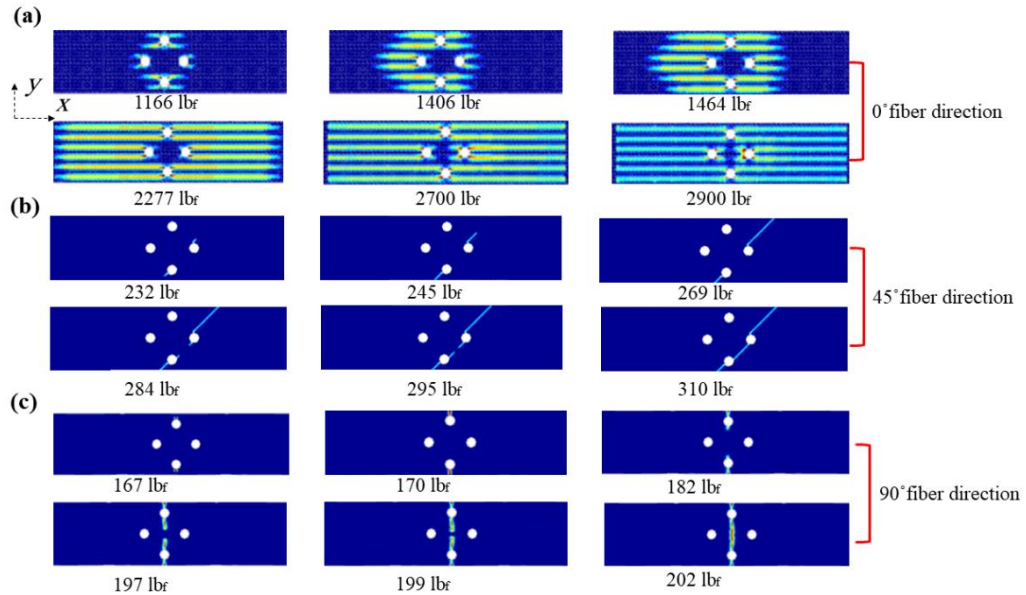 (a)
y
x
1166 lbf
1406 lbf
1464 lbf
0°fiber direction
2277 lbf
2700 lbf
2900 lbf
(b)
232 lbf
245 lbf
269 lbf
45°fiber direction
284 lbf
295 lbf
310 lbf
(c)
167 lbf
170 lbf
182 lbf
90°fiber direction
197 lbf
199 lbf
202 lbf